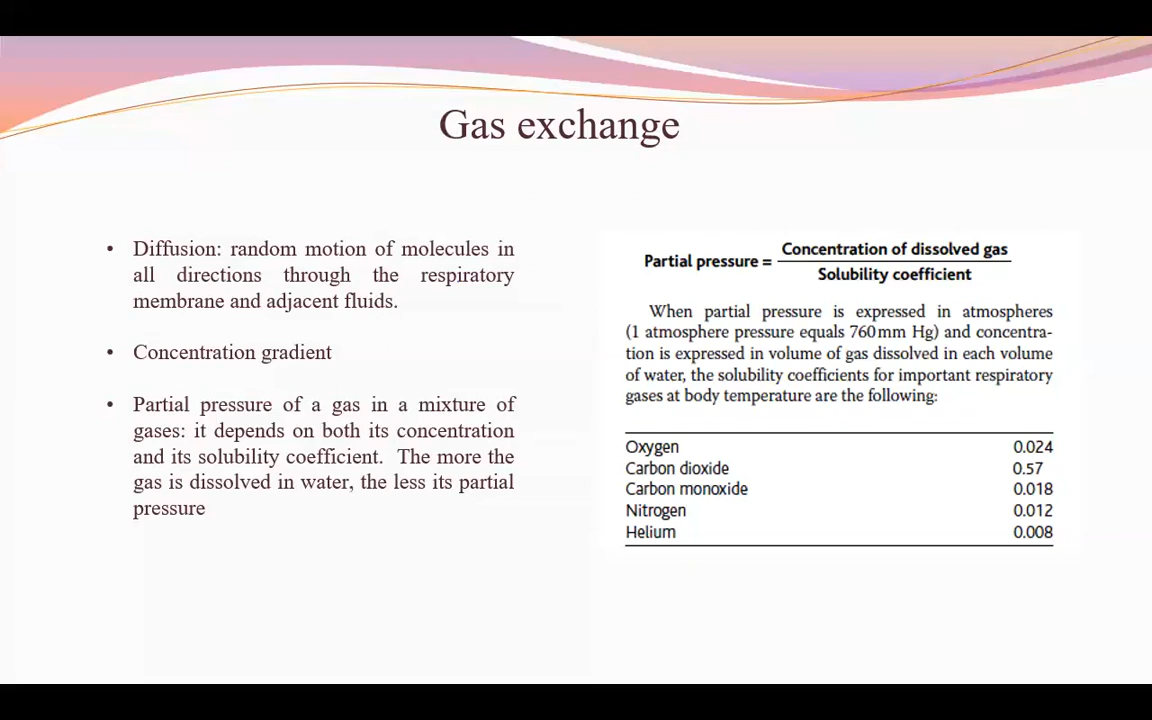 Gas exchange
• Diffusion: random motion of molecules in
all directions through the respiratory
membrane and adjacent fluids.
• Concentration gradient
• Partial pressure of a gas in a mixture of
gases: it depends on both its concentration
and its solubility coefficient. The more the
gas is dissolved in water, the less its partial
pressure
Partial pressure = Concentration of dissolved gas
Solubility coefficient
When partial pressure is expressed in atmospheres
(1 atmosphere pressure equals 760 mm Hg) and concentra-
tion is expressed in volume of gas dissolved in each volume
of water, the solubility coefficients for important respiratory
gases at body temperature are the following:
Oxygen 0.024
Carbon dioxide 0.57
Carbon monoxide 0.018
Nitrogen 0.012
Helium 0.008